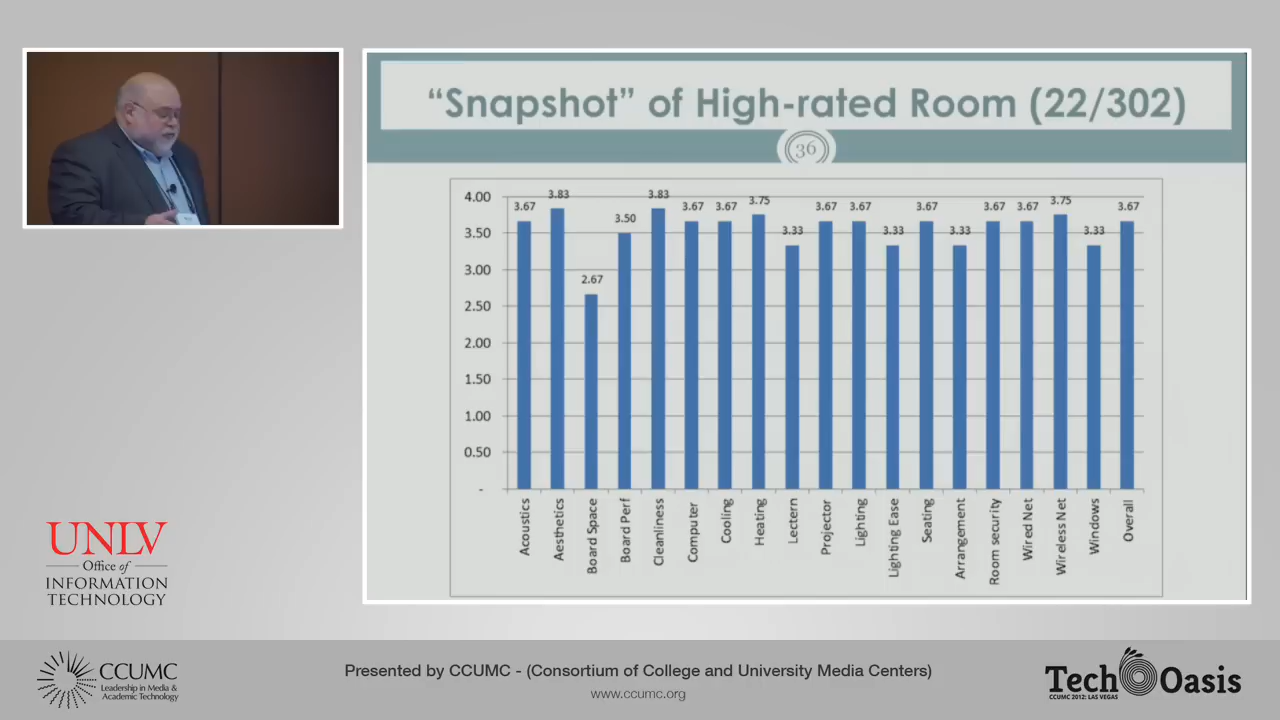 “Snapshot” of High-rated Room (22/302)
36
4.00
3.50
3.00
2.50
2.00
1.50
1.00
0.50
-
3.67
3.83
2.67
3.50
3.83
3.67
3.67
3.75
3.33
3.67
3.67
3.33
3.67
3.33
3.67
3.67
3.75
3.33
3.67
Acoustics
Aesthetics
Board Space
Board Perf
Cleanliness
Computer
Cooling
Heating
Lectern
Projector
Lighting
Lighting Ease
Seating
Arrangement
Room security
Wired Net
Wireless Net
Windows
Overall
UNLV
Office of
INFORMATION
TECHNOLOGY
CCUMC
Leadership in Media &
Academic Technology
Presented by CCUMC - (Consortium of College and University Media Centers)
www.ccumc.org
Tech Oasis
CCUMC 2012: LAS VEGAS